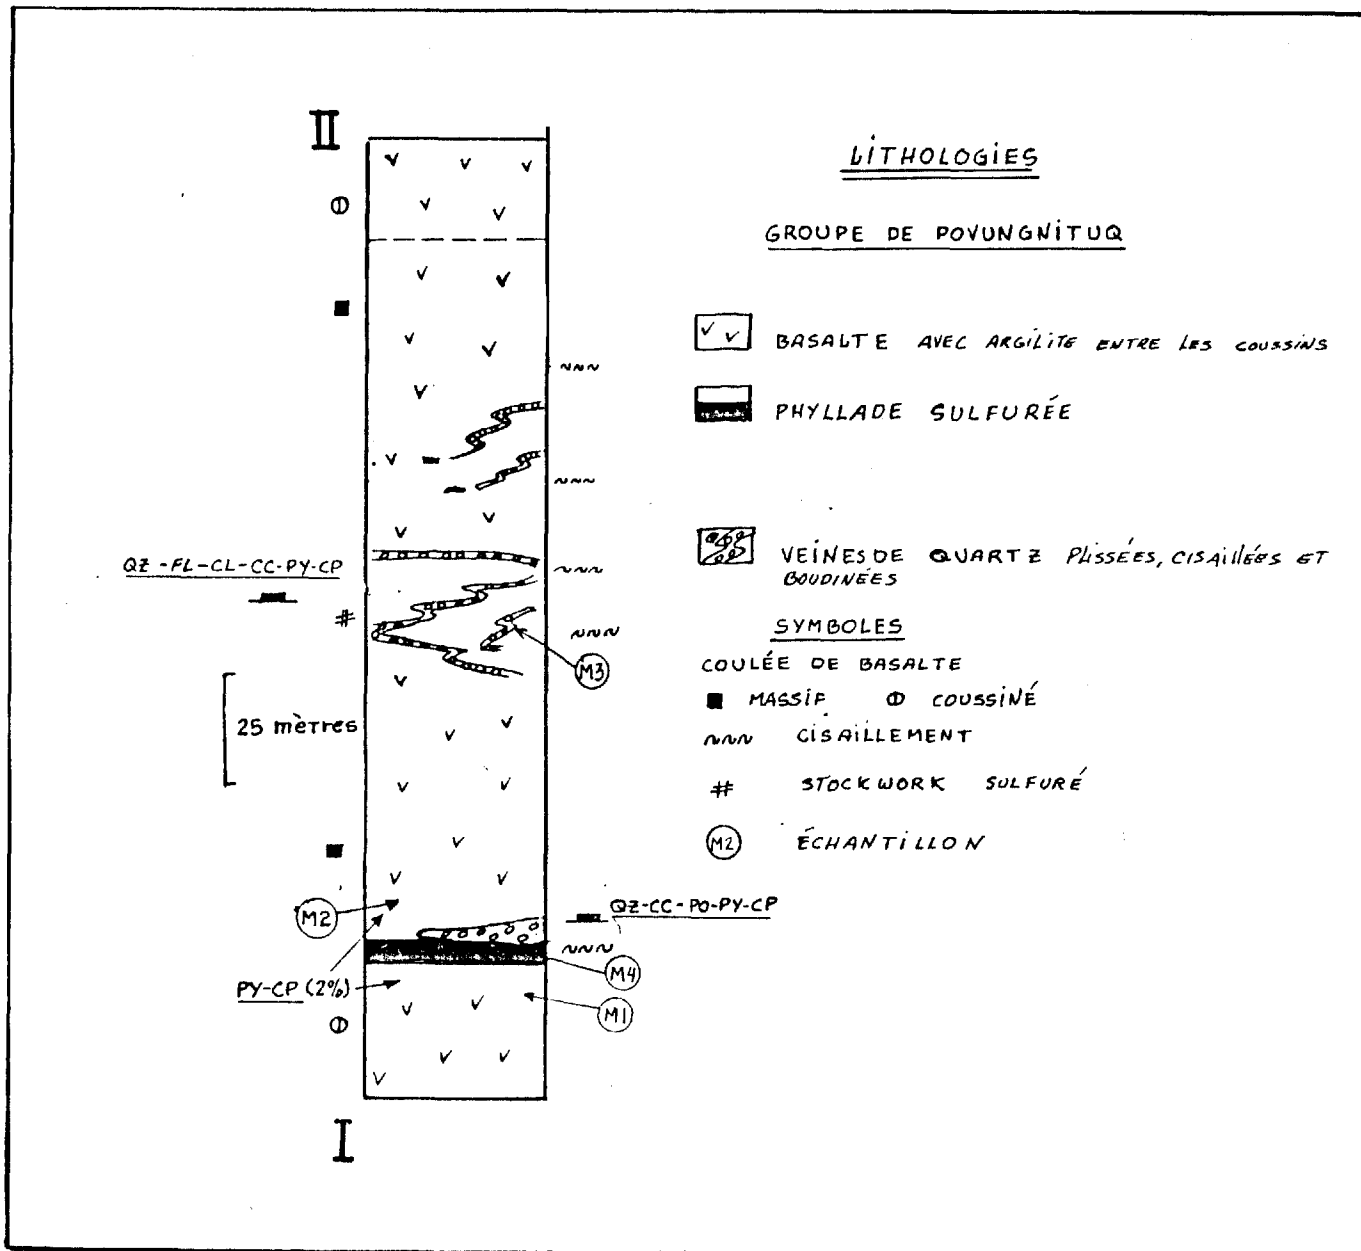 II
LITHOLOGIES
GROUPE DE POVUNGNITUQ
BASALTE AVEC ARGILITE ENTRE LES COUSSINS
PHYLLADE SULFURÉE
VEINES DE QUARTZ PLISSÉES, CISAILLÉES ET
BOUDINÉES
SYMBOLES
COULÉE DE BASALTE
MASSIF COUSSINÉ
CISAILLEMENT
STOCKWORK SULFURÉ
M2 ÉCHANTILLON
QZ-FL-CL-CC-PY-CP
M3
25 mètres
M2
QZ-CC-PO-PY-CP
M4
PY-CP (2%)
M1
I